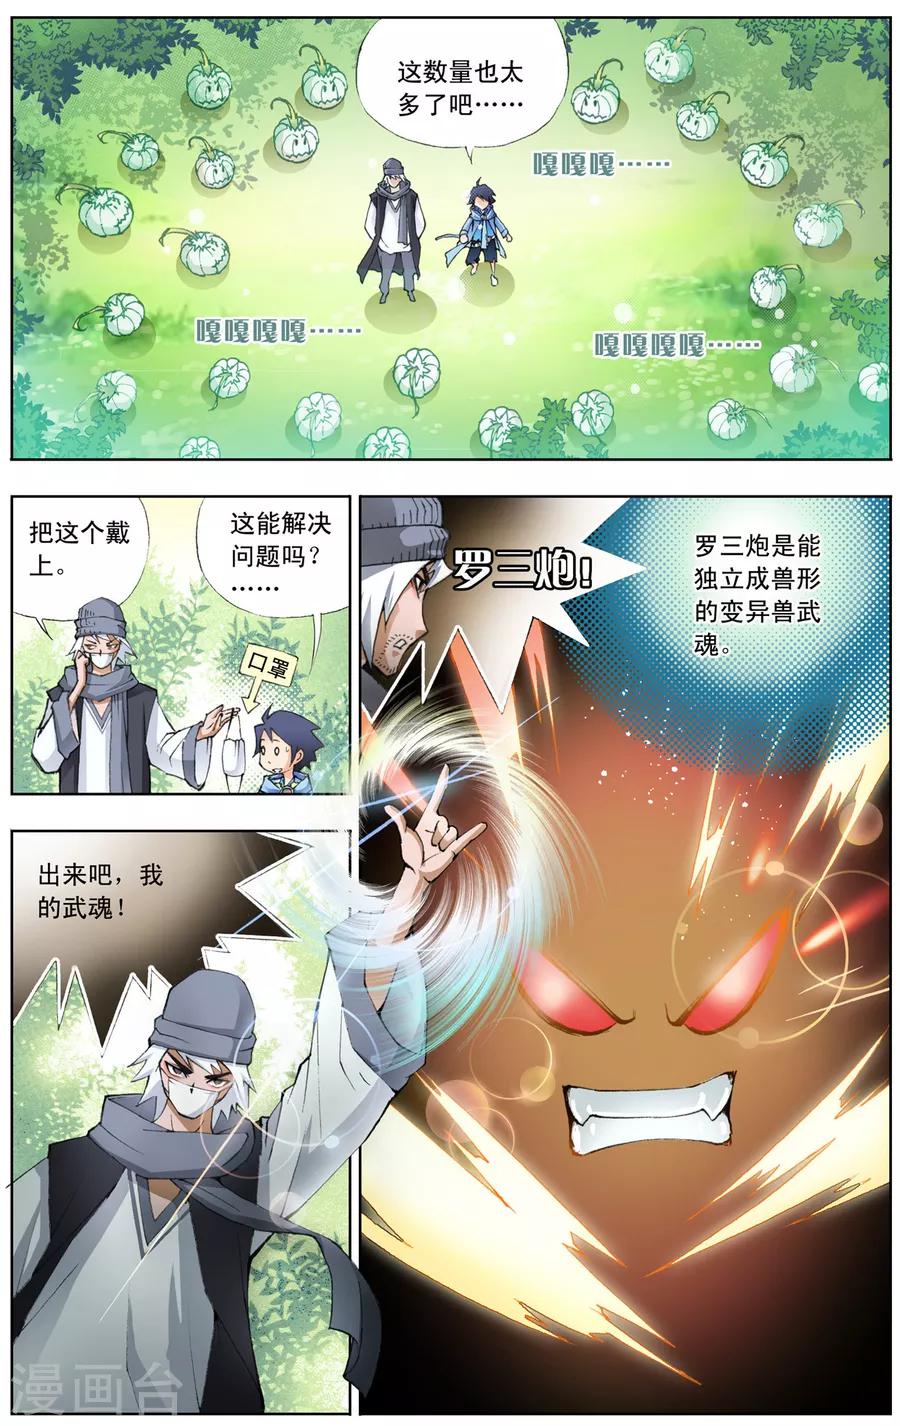 这数量也太
多了吧……
嘎嘎嘎……
嘎嘎嘎嘎……
嘎嘎嘎嘎……
把这个戴
上。
这能解决
问题吗？
……
口罩
出来吧，我
的武魂！
罗三炮！
罗三炮是能
独立成兽形
的变异兽武
魂。
漫画台